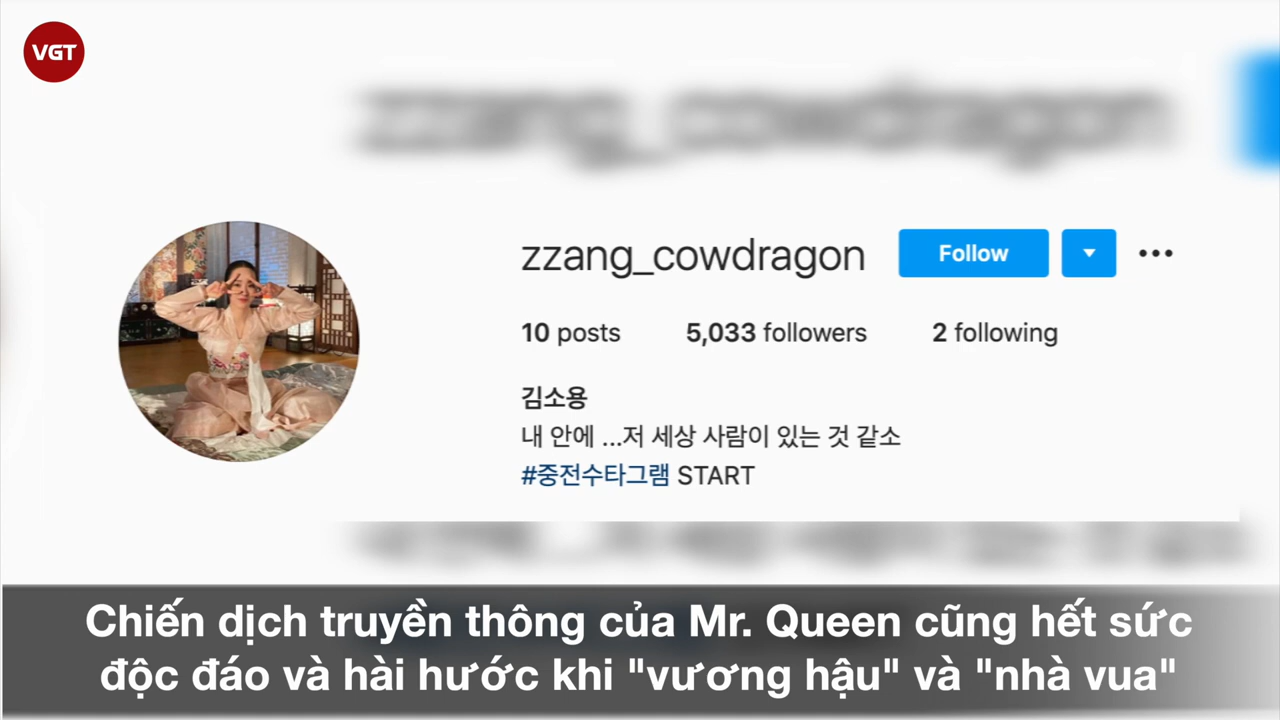 VGT
zzang_cowdragon
zzang_cowdragon Follow
10 posts 5,033 followers 2 following
김소용
내 안에 ...저 세상 사람이 있는 것 같소
#중전수타그램 START
Chiến dịch truyền thông của Mr. Queen cũng hết sức
độc đáo và hài hước khi "vương hậu" và "nhà vua"